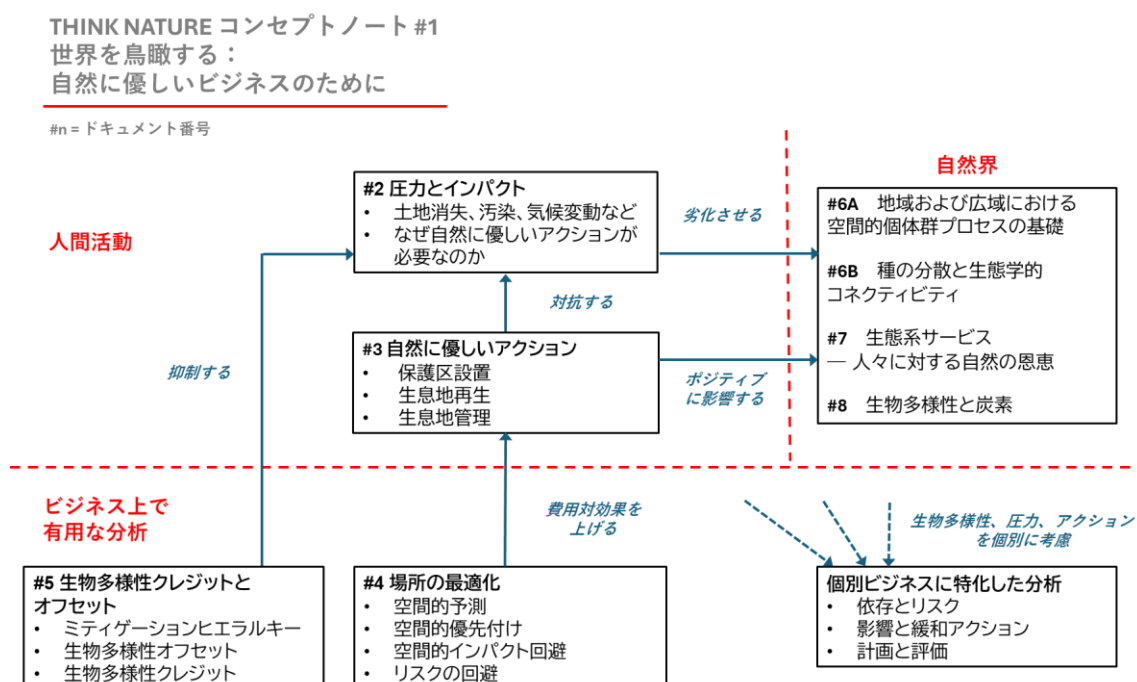 THINK NATURE コンセプトノート #1
世界を鳥瞰する：
自然に優しいビジネスのために
#n = ドキュメント番号
人間活動
#2 圧力とインパクト
• 土地消失、汚染、気候変動など
• なぜ自然に優しいアクションが
必要なのか
劣化させる
自然界
#6A 地域および広域における
空間的個体群プロセスの基礎
#6B 種の分散と生態学的
コネクティビティ
#7 生態系サービス
― 人々に対する自然の恩恵
#8 生物多様性と炭素
対抗する
抑制する
#3 自然に優しいアクション
• 保護区設置
• 生息地再生
• 生息地管理
ポジティブ
に影響する
ビジネス上で
有用な分析
費用対効果を
上げる
生物多様性、圧力、アクション
を個別に考慮
#5 生物多様性クレジットと
オフセット
• ミティゲーションヒエラルキー
• 生物多様性オフセット
• 生物多様性クレジット
#4 場所の最適化
• 空間的予測
• 空間的優先付け
• 空間的インパクト回避
• リスクの回避
個別ビジネスに特化した分析
• 依存とリスク
• 影響と緩和アクション
• 計画と評価